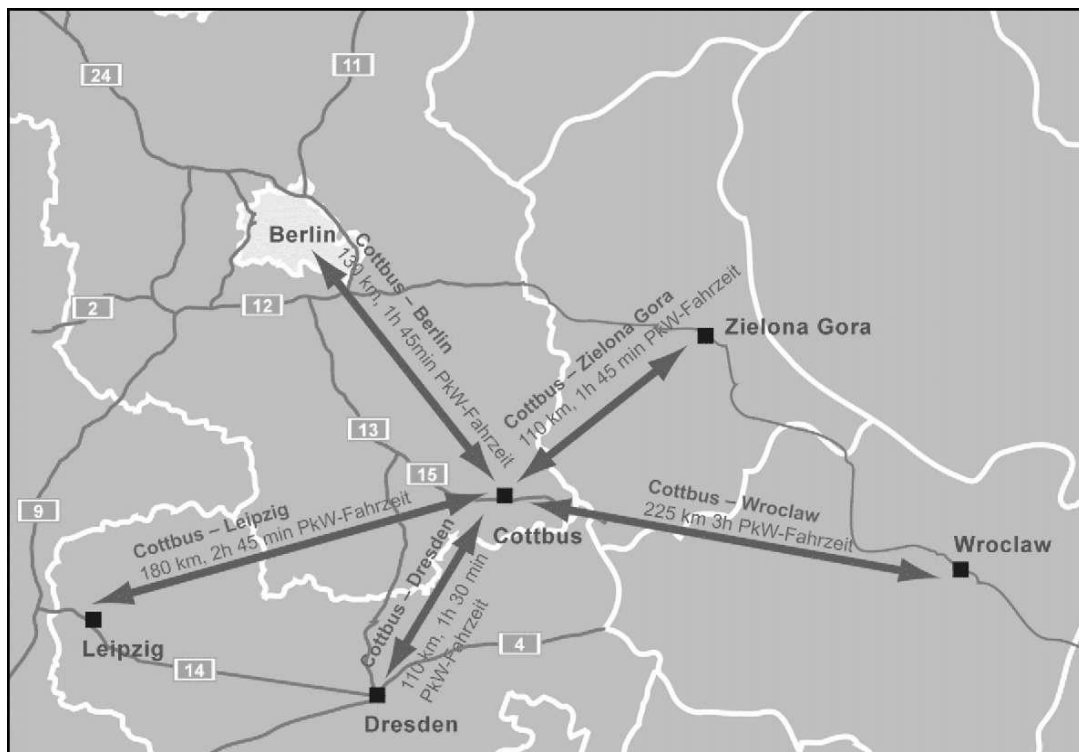 11
24
Berlin
Cottbus – Berlin
130 km, 1h 45min PkW-Fahrzeit
2
12
Zielona Gora
Cottbus – Zielona Gora
110 km, 1h 45 min PkW-Fahrzeit
13
15
9
Cottbus – Leipzig
180 km, 2h 45 min PkW-Fahrzeit
Cottbus
Cottbus – Wroclaw
225 km 3h PkW-Fahrzeit
Wroclaw
Cottbus – Dresden
110 km, 1h 30 min
PkW-Fahrzeit
Leipzig
14
4
Dresden